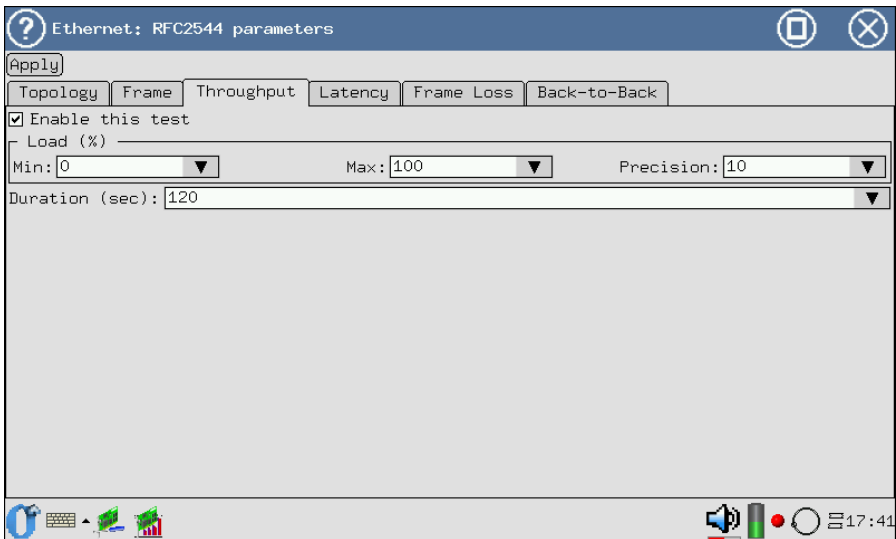 Ethernet: RFC2544 parameters
Apply
Topology Frame Throughput Latency Frame Loss Back-to-Back
Enable this test
Load (%)
Min: 0 Max: 100 Precision: 10
Duration (sec): 120
17:41